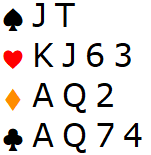 ♠ J T
♥ K J 6 3
♦ A Q 2
♣ A Q 7 4